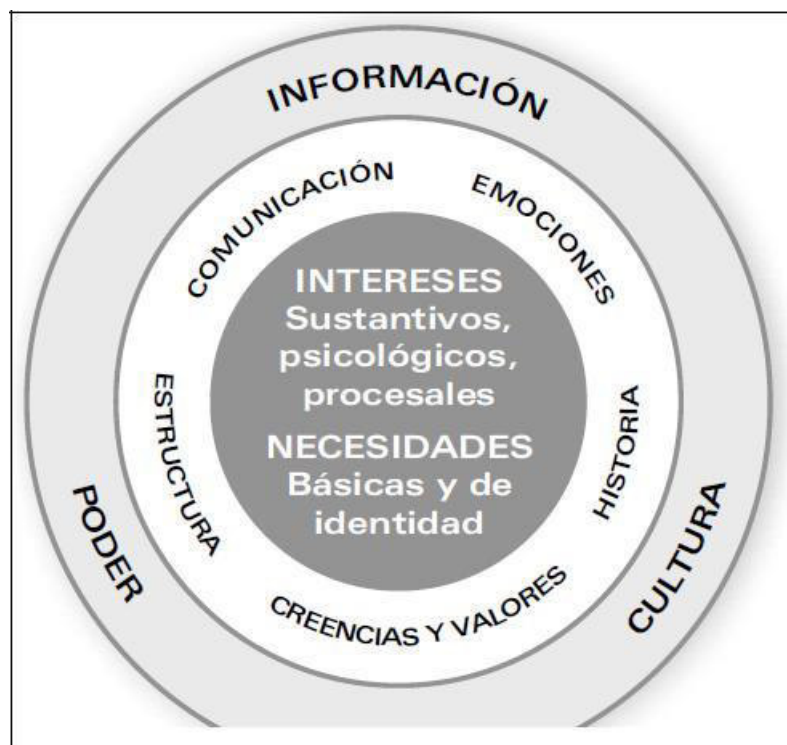 INFORMACIÓN
COMUNICACIÓN
EMOCIONES
INTERESES
Sustantivos,
psicológicos,
procesales
NECESIDADES
Básicas y de
identidad
ESTRUCTURA
HISTORIA
CREENCIAS Y VALORES
PODER
CULTURA